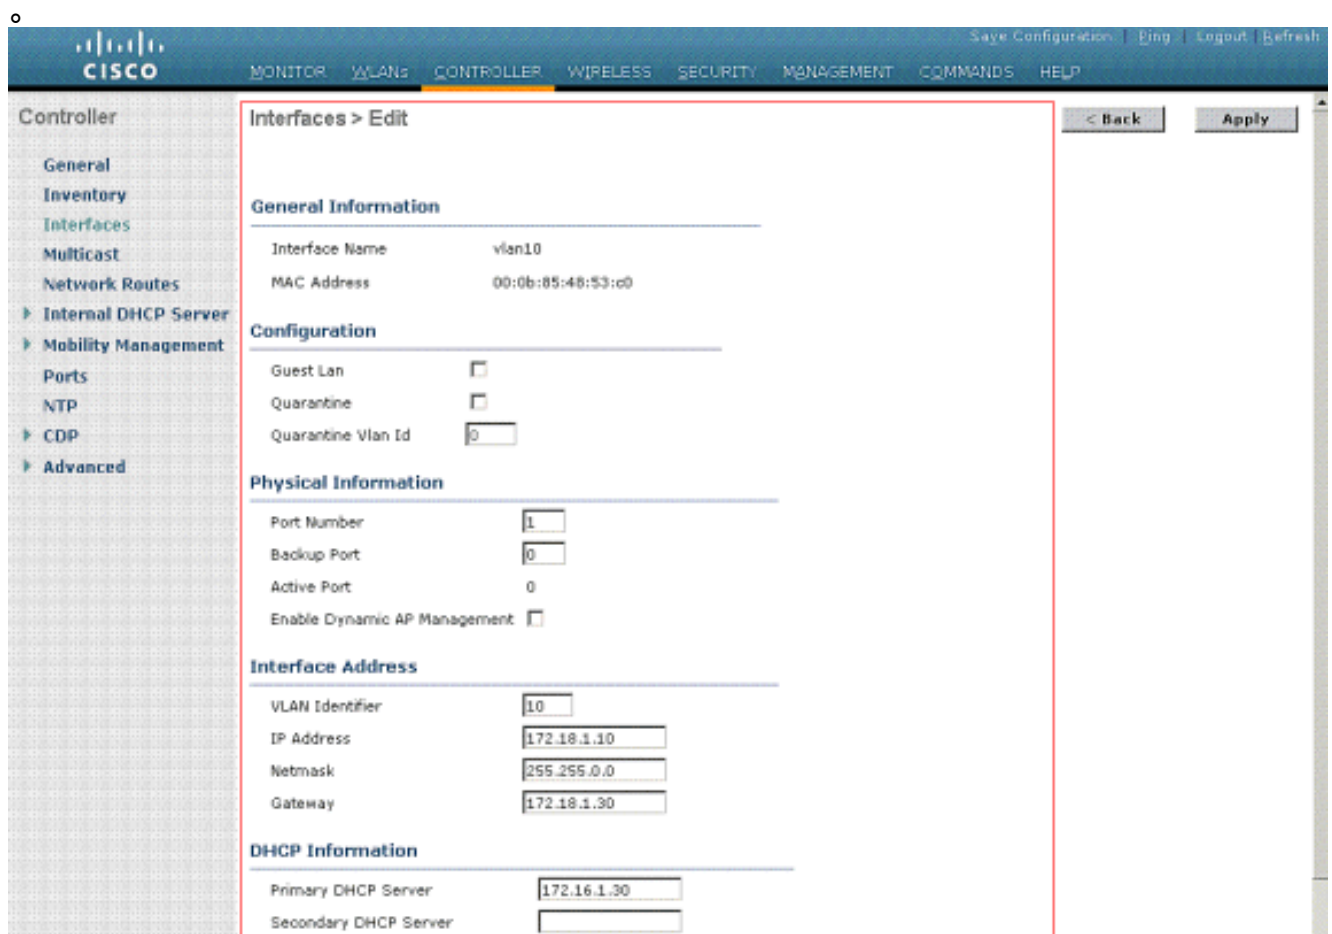 。
Save Configuration | Ping | Logout | Refresh
CISCO
MONITOR WLANs CONTROLLER WIRELESS SECURITY MANAGEMENT COMMANDS HELP
Controller
General
Inventory
Interfaces
Multicast
Network Routes
Internal DHCP Server
Mobility Management
Ports
NTP
CDP
Advanced
Interfaces > Edit
< Back
Apply
General Information
Interface Name vlan10
MAC Address 00:0b:85:48:53:c0
Configuration
Guest Lan
Quarantine
Quarantine Vlan Id 0
Physical Information
Port Number 1
Backup Port 0
Active Port 0
Enable Dynamic AP Management
Interface Address
VLAN Identifier 10
IP Address 172.18.1.10
Netmask 255.255.0.0
Gateway 172.18.1.30
DHCP Information
Primary DHCP Server 172.16.1.30
Secondary DHCP Server